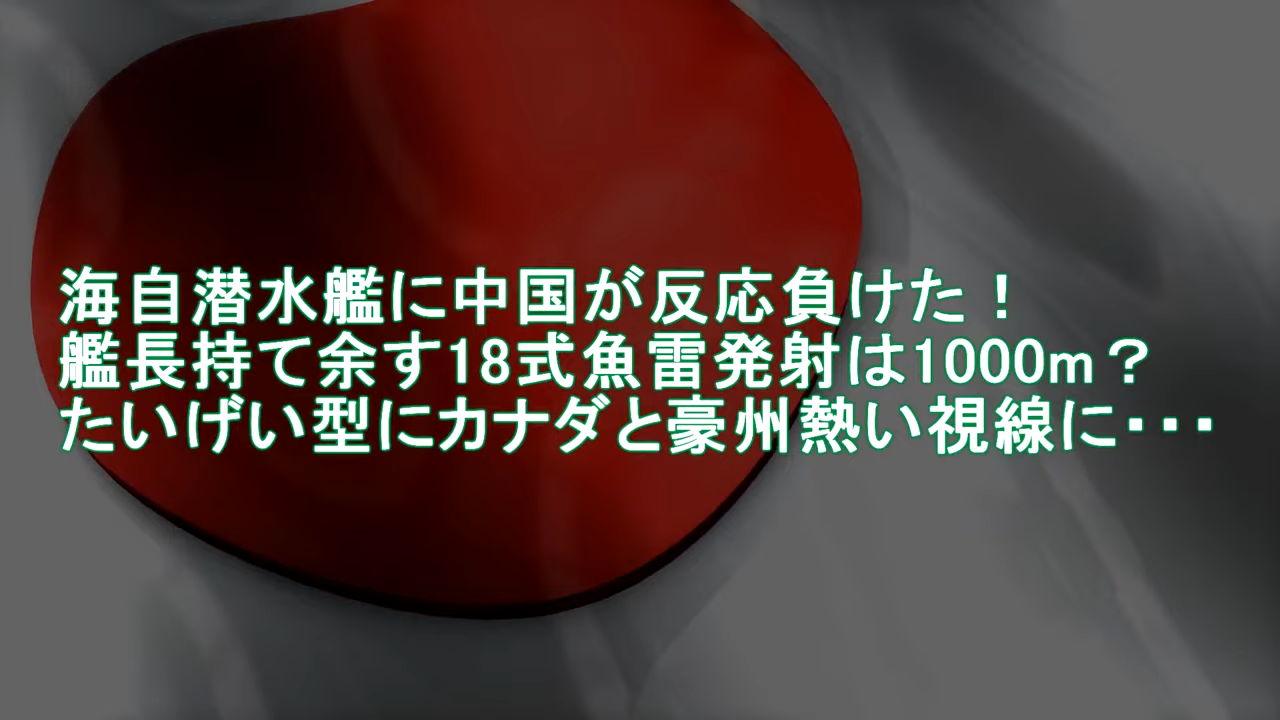 海自潜水艦に中国が反応負けた！
艦長持て余す18式魚雷発射は1000m？
たいげい型にカナダと豪州熱い視線に・・・